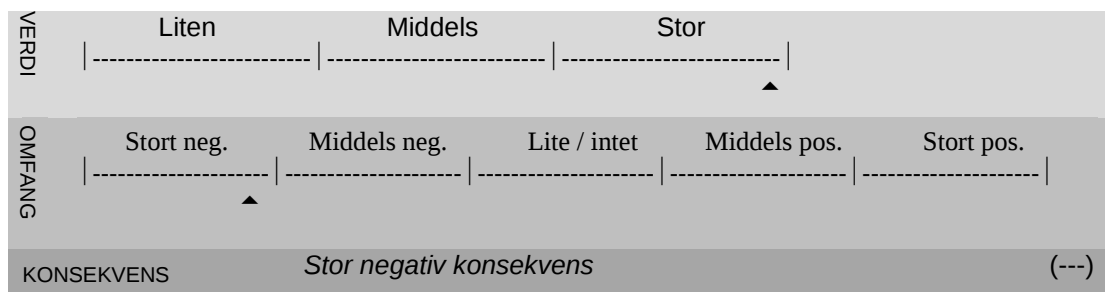 VERDI
Liten Middels Stor
|--------------------------|--------------------------|--------------------------|
OMFANG
Stort neg. Middels neg. Lite / intet Middels pos. Stort pos.
|---------------------|---------------------|---------------------|---------------------|---------------------|
KONSEKVENS Stor negativ konsekvens (---)